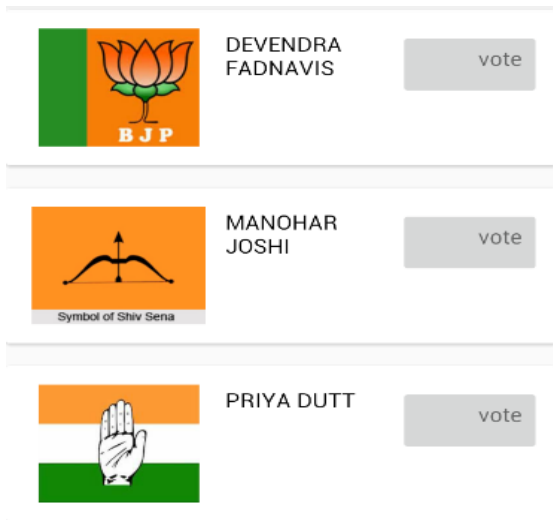 BJP
DEVENDRA
FADNAVIS
vote
Symbol of Shiv Sena
MANOHAR
JOSHI
vote
PRIYA DUTT
vote